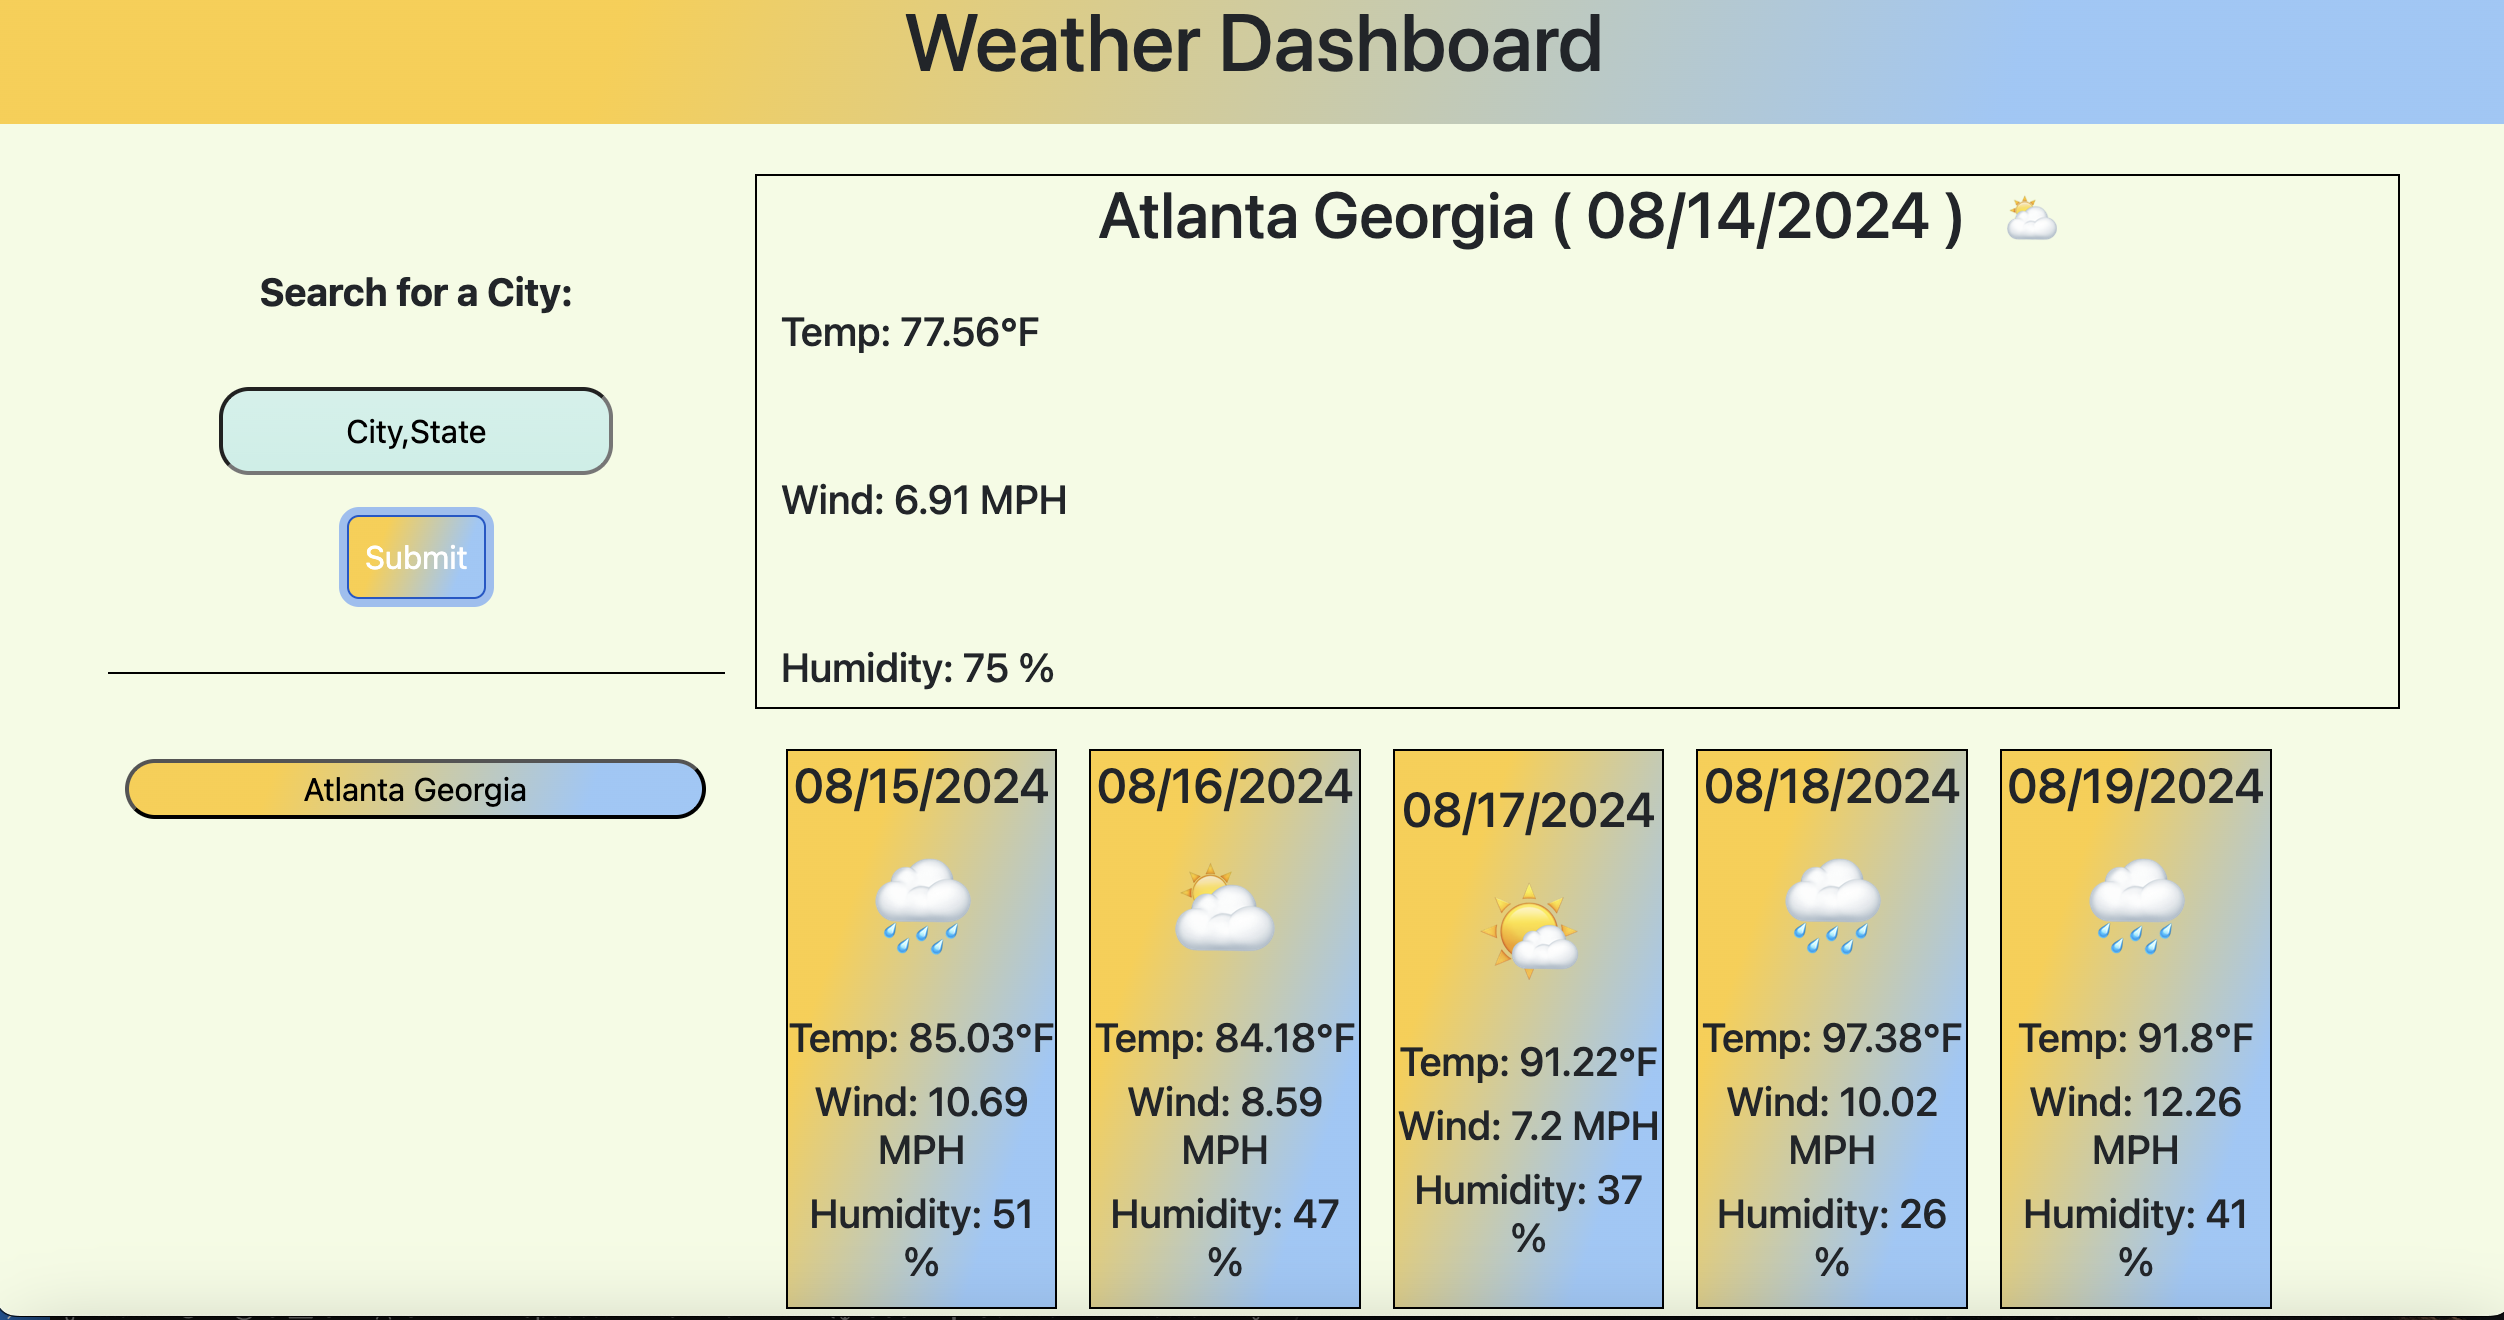 Weather Dashboard
Search for a City:
City,State
Submit
Atlanta Georgia
Atlanta Georgia ( 08/14/2024 )
Temp: 77.56°F
Wind: 6.91 MPH
Humidity: 75 %
08/15/2024
Temp: 85.03°F
Wind: 10.69
MPH
Humidity: 51
%
08/16/2024
Temp: 84.18°F
Wind: 8.59
MPH
Humidity: 47
%
08/17/2024
Temp: 91.22°F
Wind: 7.2 MPH
Humidity: 37
%
08/18/2024
Temp: 97.38°F
Wind: 10.02
MPH
Humidity: 26
%
08/19/2024
Temp: 91.8°F
Wind: 12.26
MPH
Humidity: 41
%